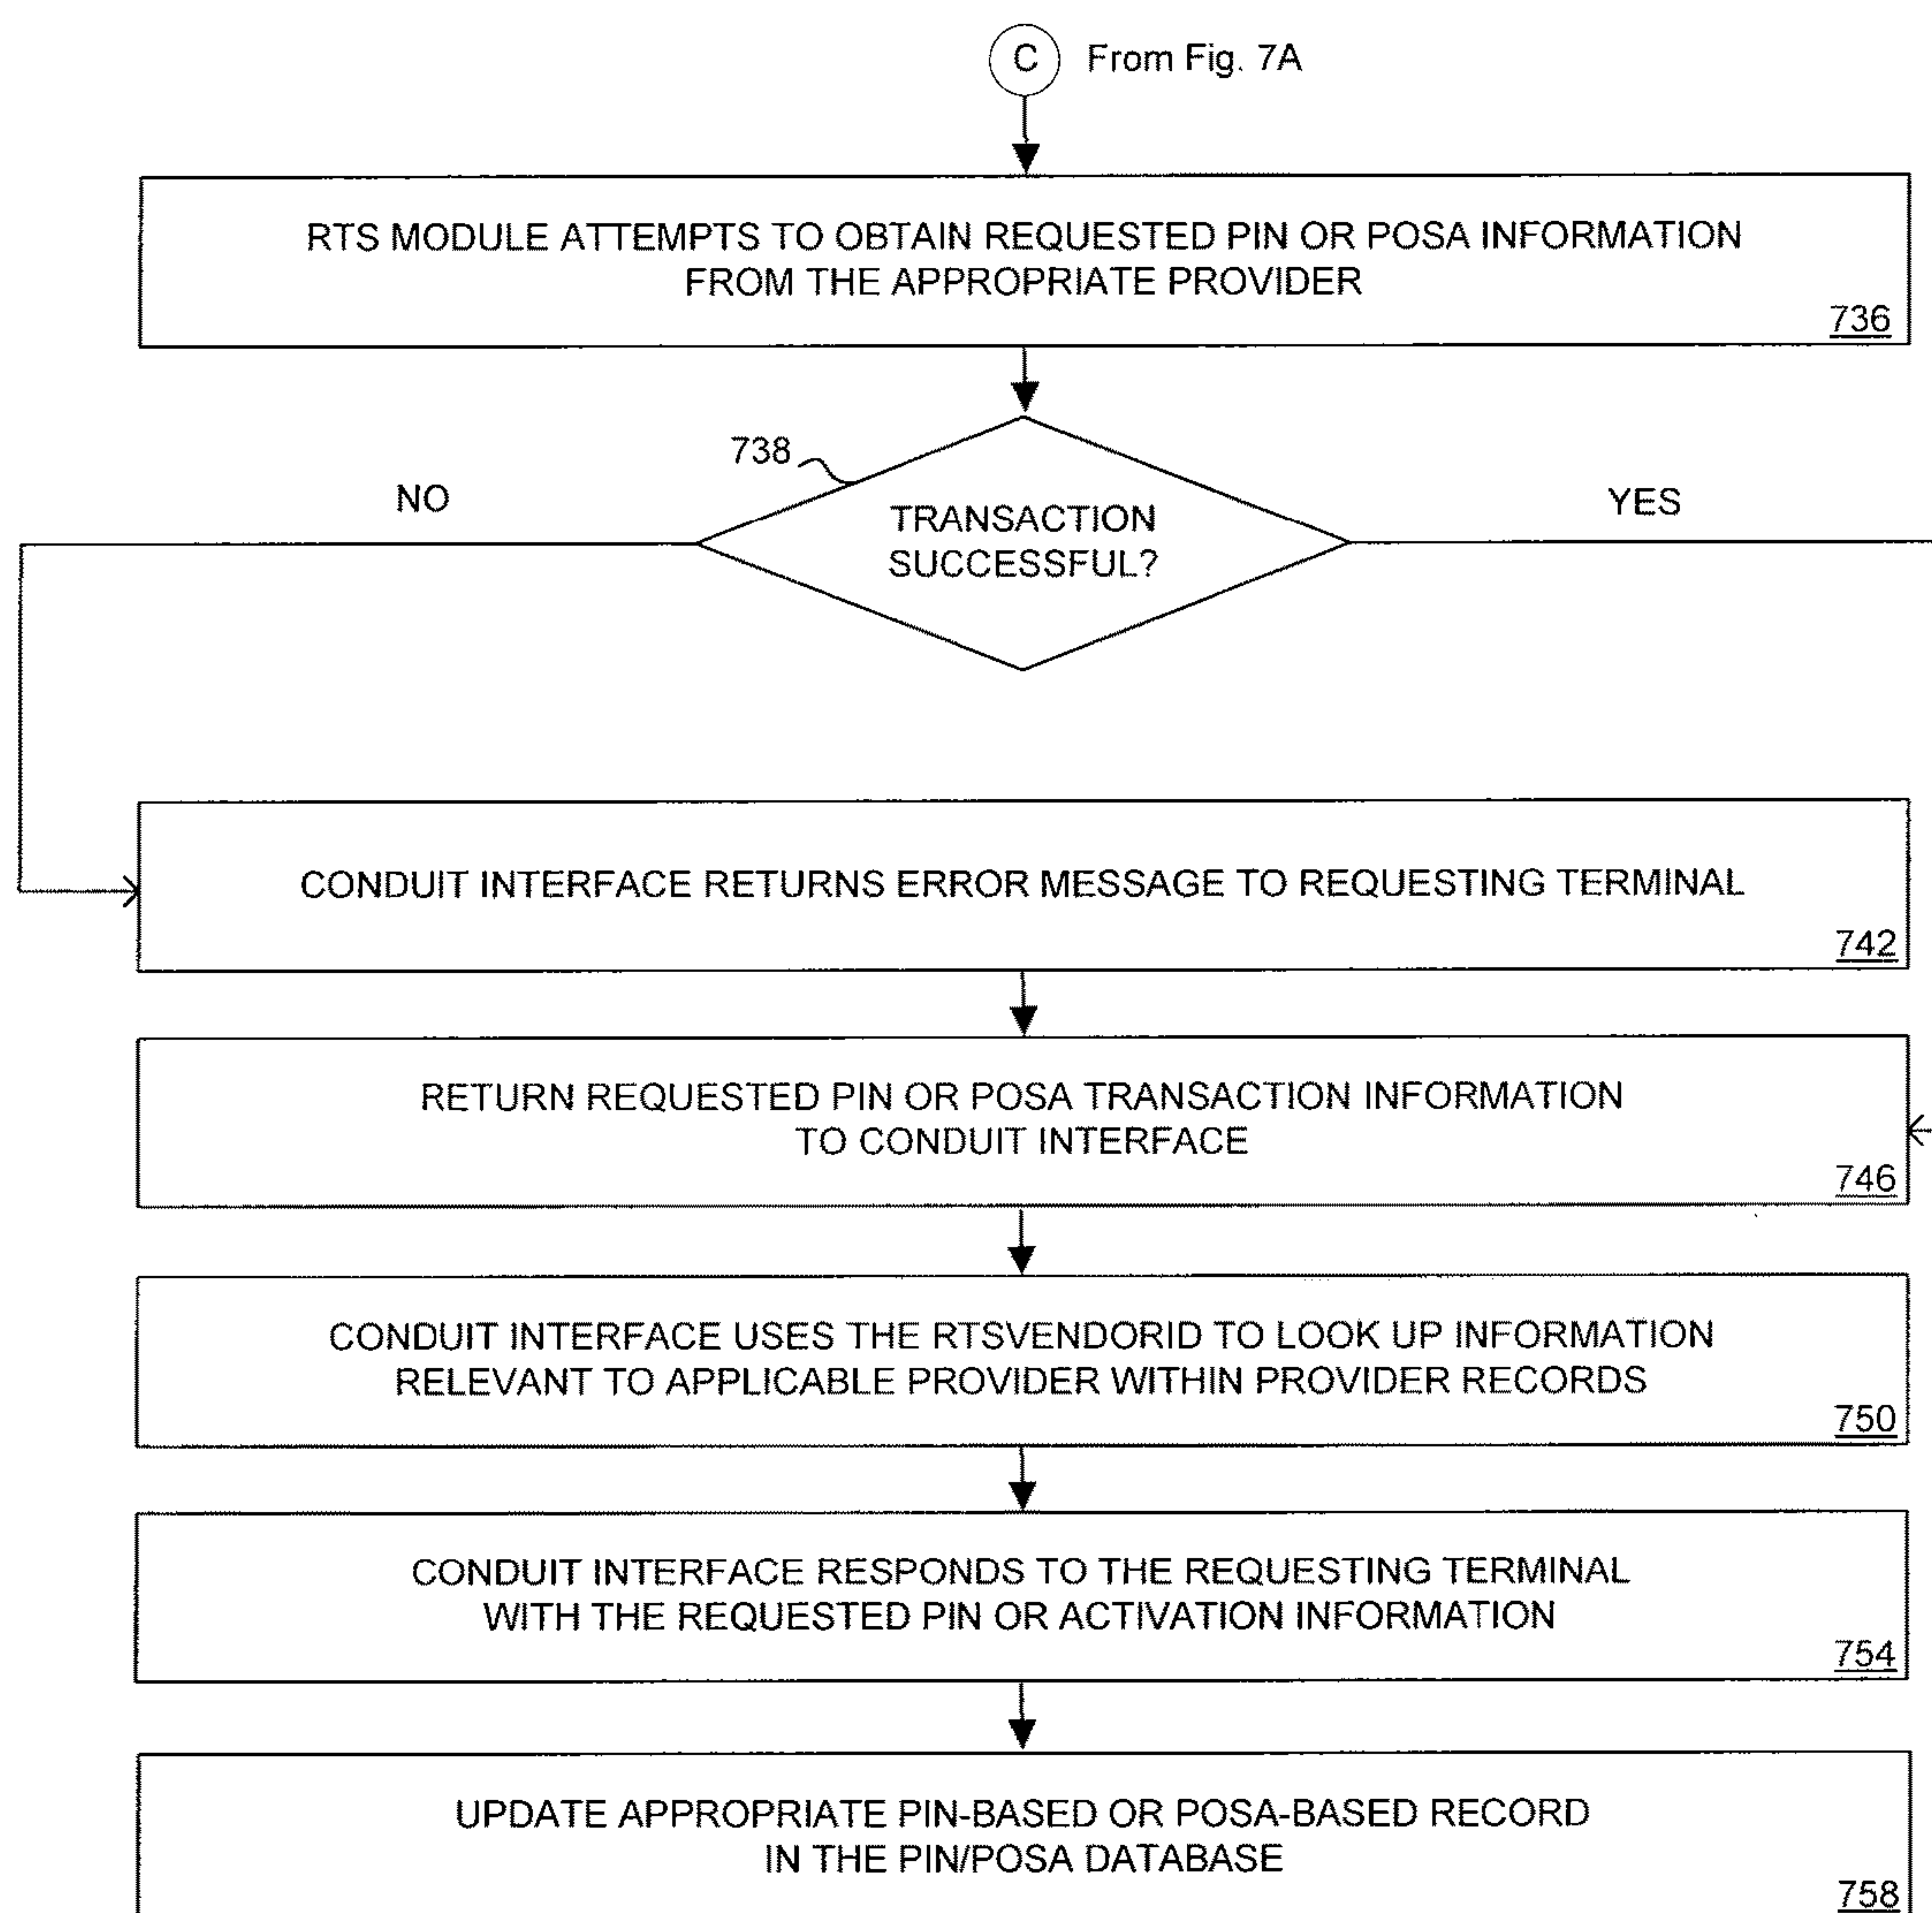 C From Fig. 7A
RTS MODULE ATTEMPTS TO OBTAIN REQUESTED PIN OR POSA INFORMATION
FROM THE APPROPRIATE PROVIDER
736
738
NO
YES
TRANSACTION
SUCCESSFUL?
CONDUIT INTERFACE RETURNS ERROR MESSAGE TO REQUESTING TERMINAL
742
RETURN REQUESTED PIN OR POSA TRANSACTION INFORMATION
TO CONDUIT INTERFACE
746
CONDUIT INTERFACE USES THE RTSVENDORID TO LOOK UP INFORMATION
RELEVANT TO APPLICABLE PROVIDER WITHIN PROVIDER RECORDS
750
CONDUIT INTERFACE RESPONDS TO THE REQUESTING TERMINAL
WITH THE REQUESTED PIN OR ACTIVATION INFORMATION
754
UPDATE APPROPRIATE PIN-BASED OR POSA-BASED RECORD
IN THE PIN/POSA DATABASE
758